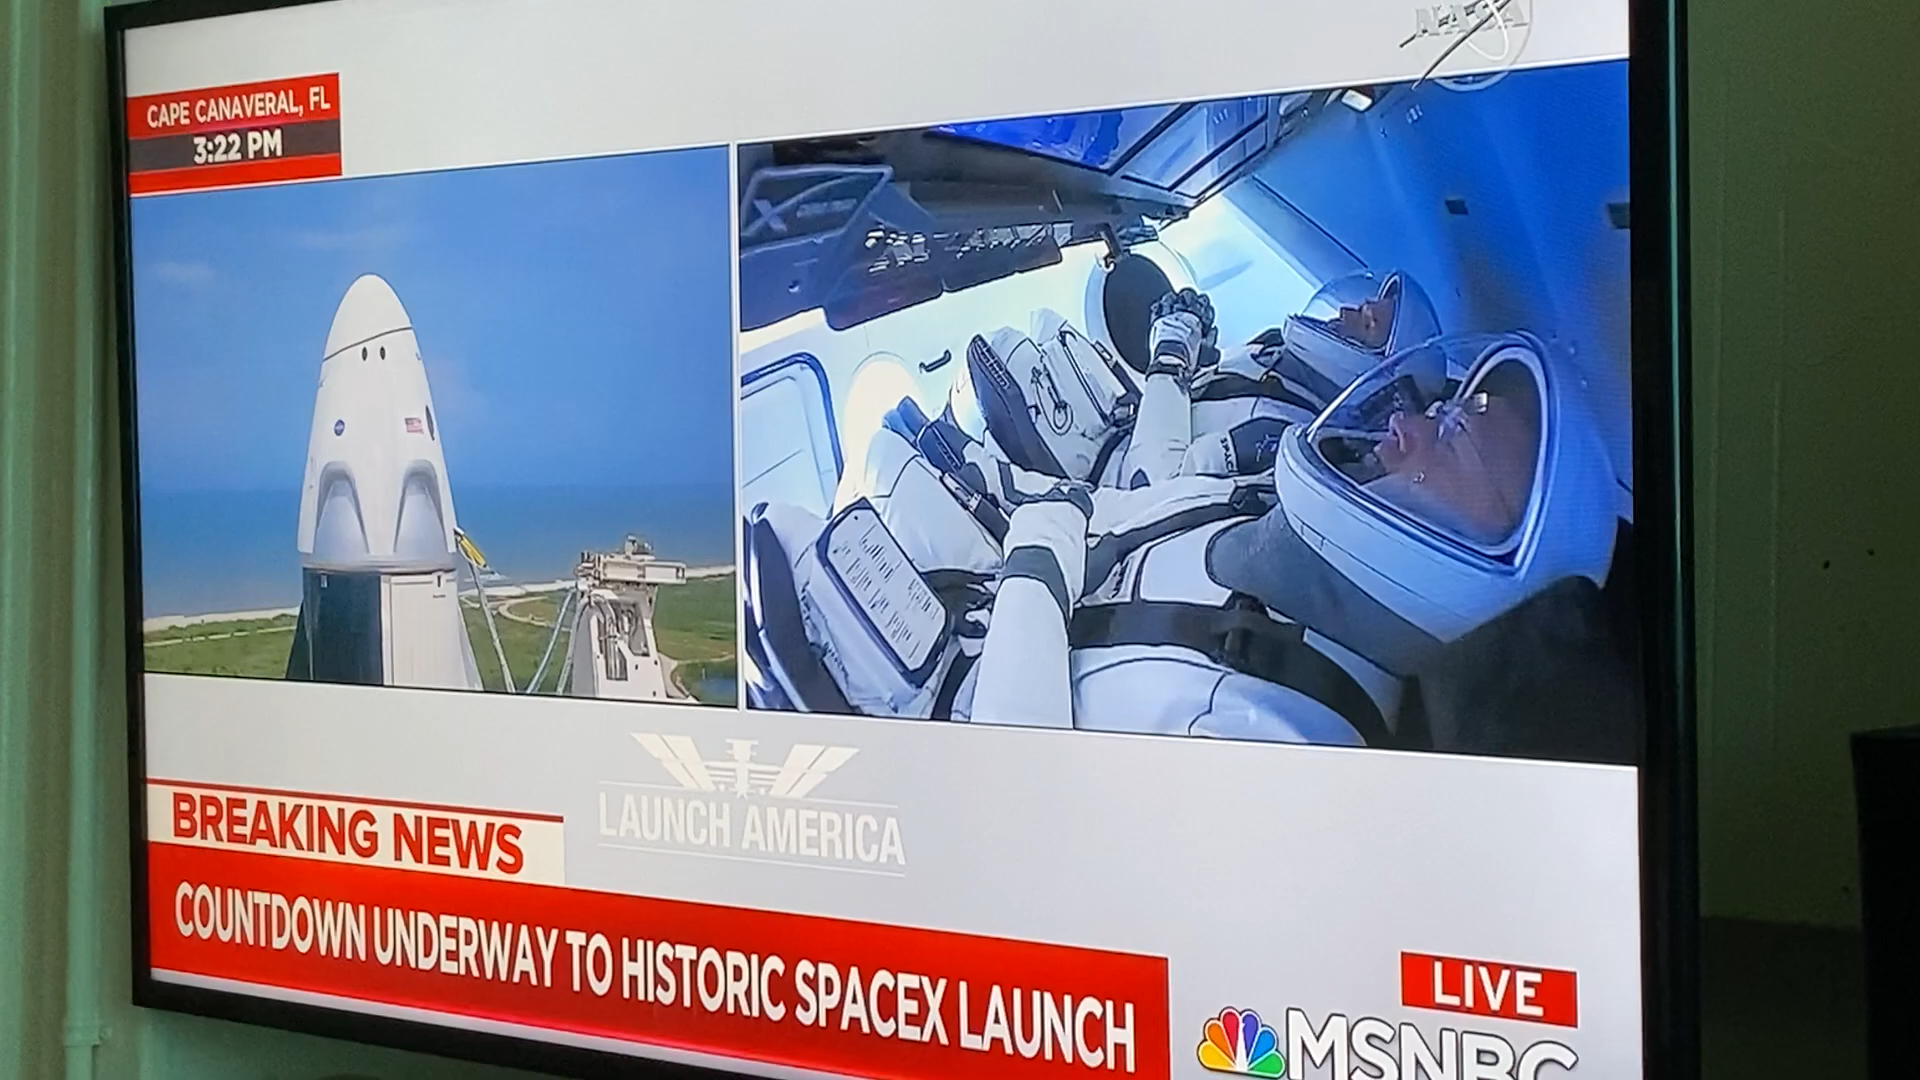 NASA
CAPE CANAVERAL, FL
3:22 PM
X
SPAC
LAUNCH AMERICA
BREAKING NEWS
COUNTDOWN UNDERWAY TO HISTORIC SPACEX LAUNCH
LIVE
MSNBC